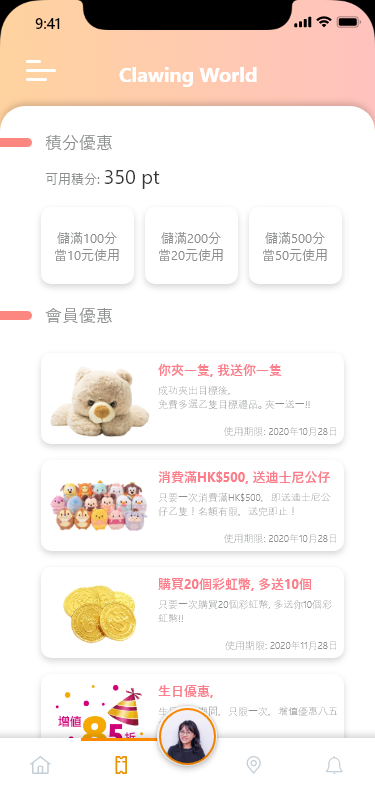 9:41
Clawing World
積分優惠
可用積分: 350 pt
儲滿100分
當10元使用
儲滿200分
當20元使用
儲滿500分
當50元使用
會員優惠
你夾一隻, 我送你一隻
成功夾出目標後,
免費多選乙隻目標禮品。夾一送一!!
使用期限: 2020年10月28日
消費滿HK$500, 送迪士尼公仔
只要一次消費滿HK$500, 即送迪士尼公
仔乙隻！名額有限, 送完即止！
使用期限: 2020年10月28日
購買20個彩虹幣, 多送10個
只要一次購買20個彩虹幣, 多送你10個彩
虹幣!!
使用期限: 2020年11月28日
生日優惠,
期間, 只限一次, 增值優惠八五
增值
85折